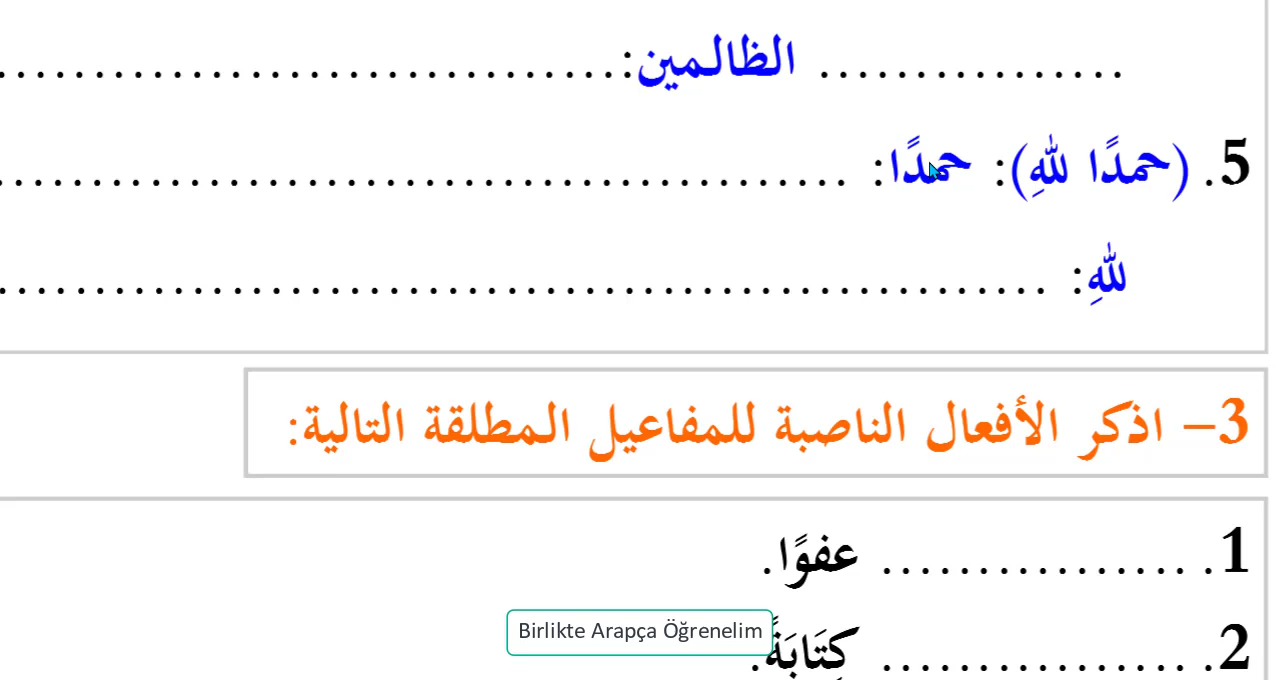 ................ الظالمين: ................................
5. (حمدًا للهِ): حمدًا: .............................................
للهِ: .....................................................
3– اذكر الأفعال الناصبة للمفاعيل المطلقة التالية:
1. ................ عفوًا.
2. ................ كِتَابَةً.
Birlikte Arapça Öğrenelim